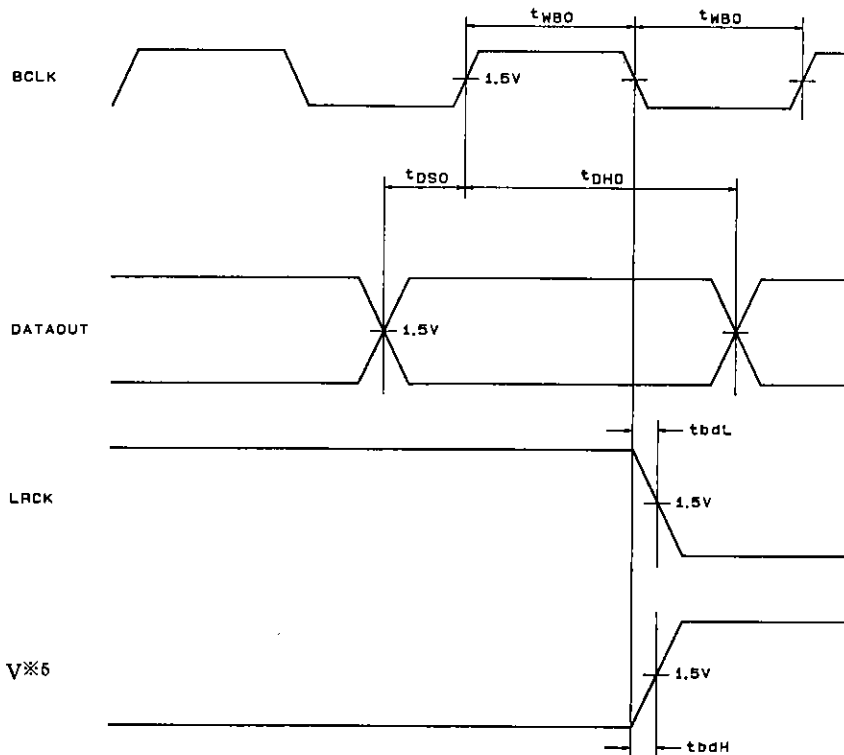 tWBO tWBO
BCLK
1.5V
tDSO tDHO
DATAOUT
1.5V
tbdL
LRCK
1.5V
V※5
1.5V
tbdH